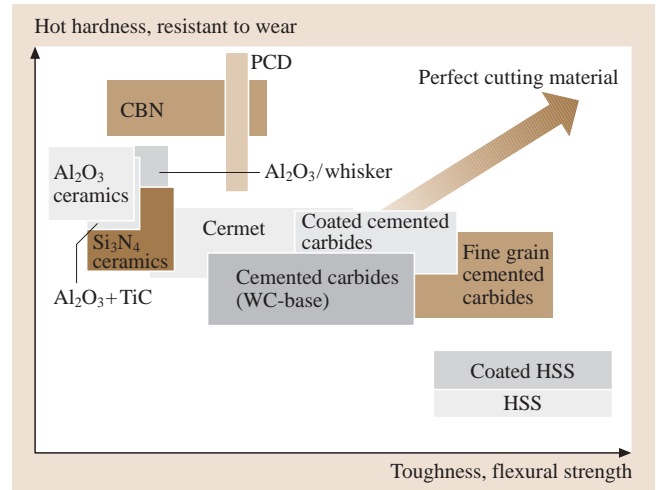 Hot hardness, resistant to wear
PCD
Perfect cutting material
CBN
Al₂O₃
ceramics
Al₂O₃/whisker
Si₃N₄
ceramics
Al₂O₃+TiC
Cermet
Coated cemented
carbides
Cemented carbides
(WC-base)
Fine grain
cemented
carbides
Coated HSS
HSS
Toughness, flexural strength